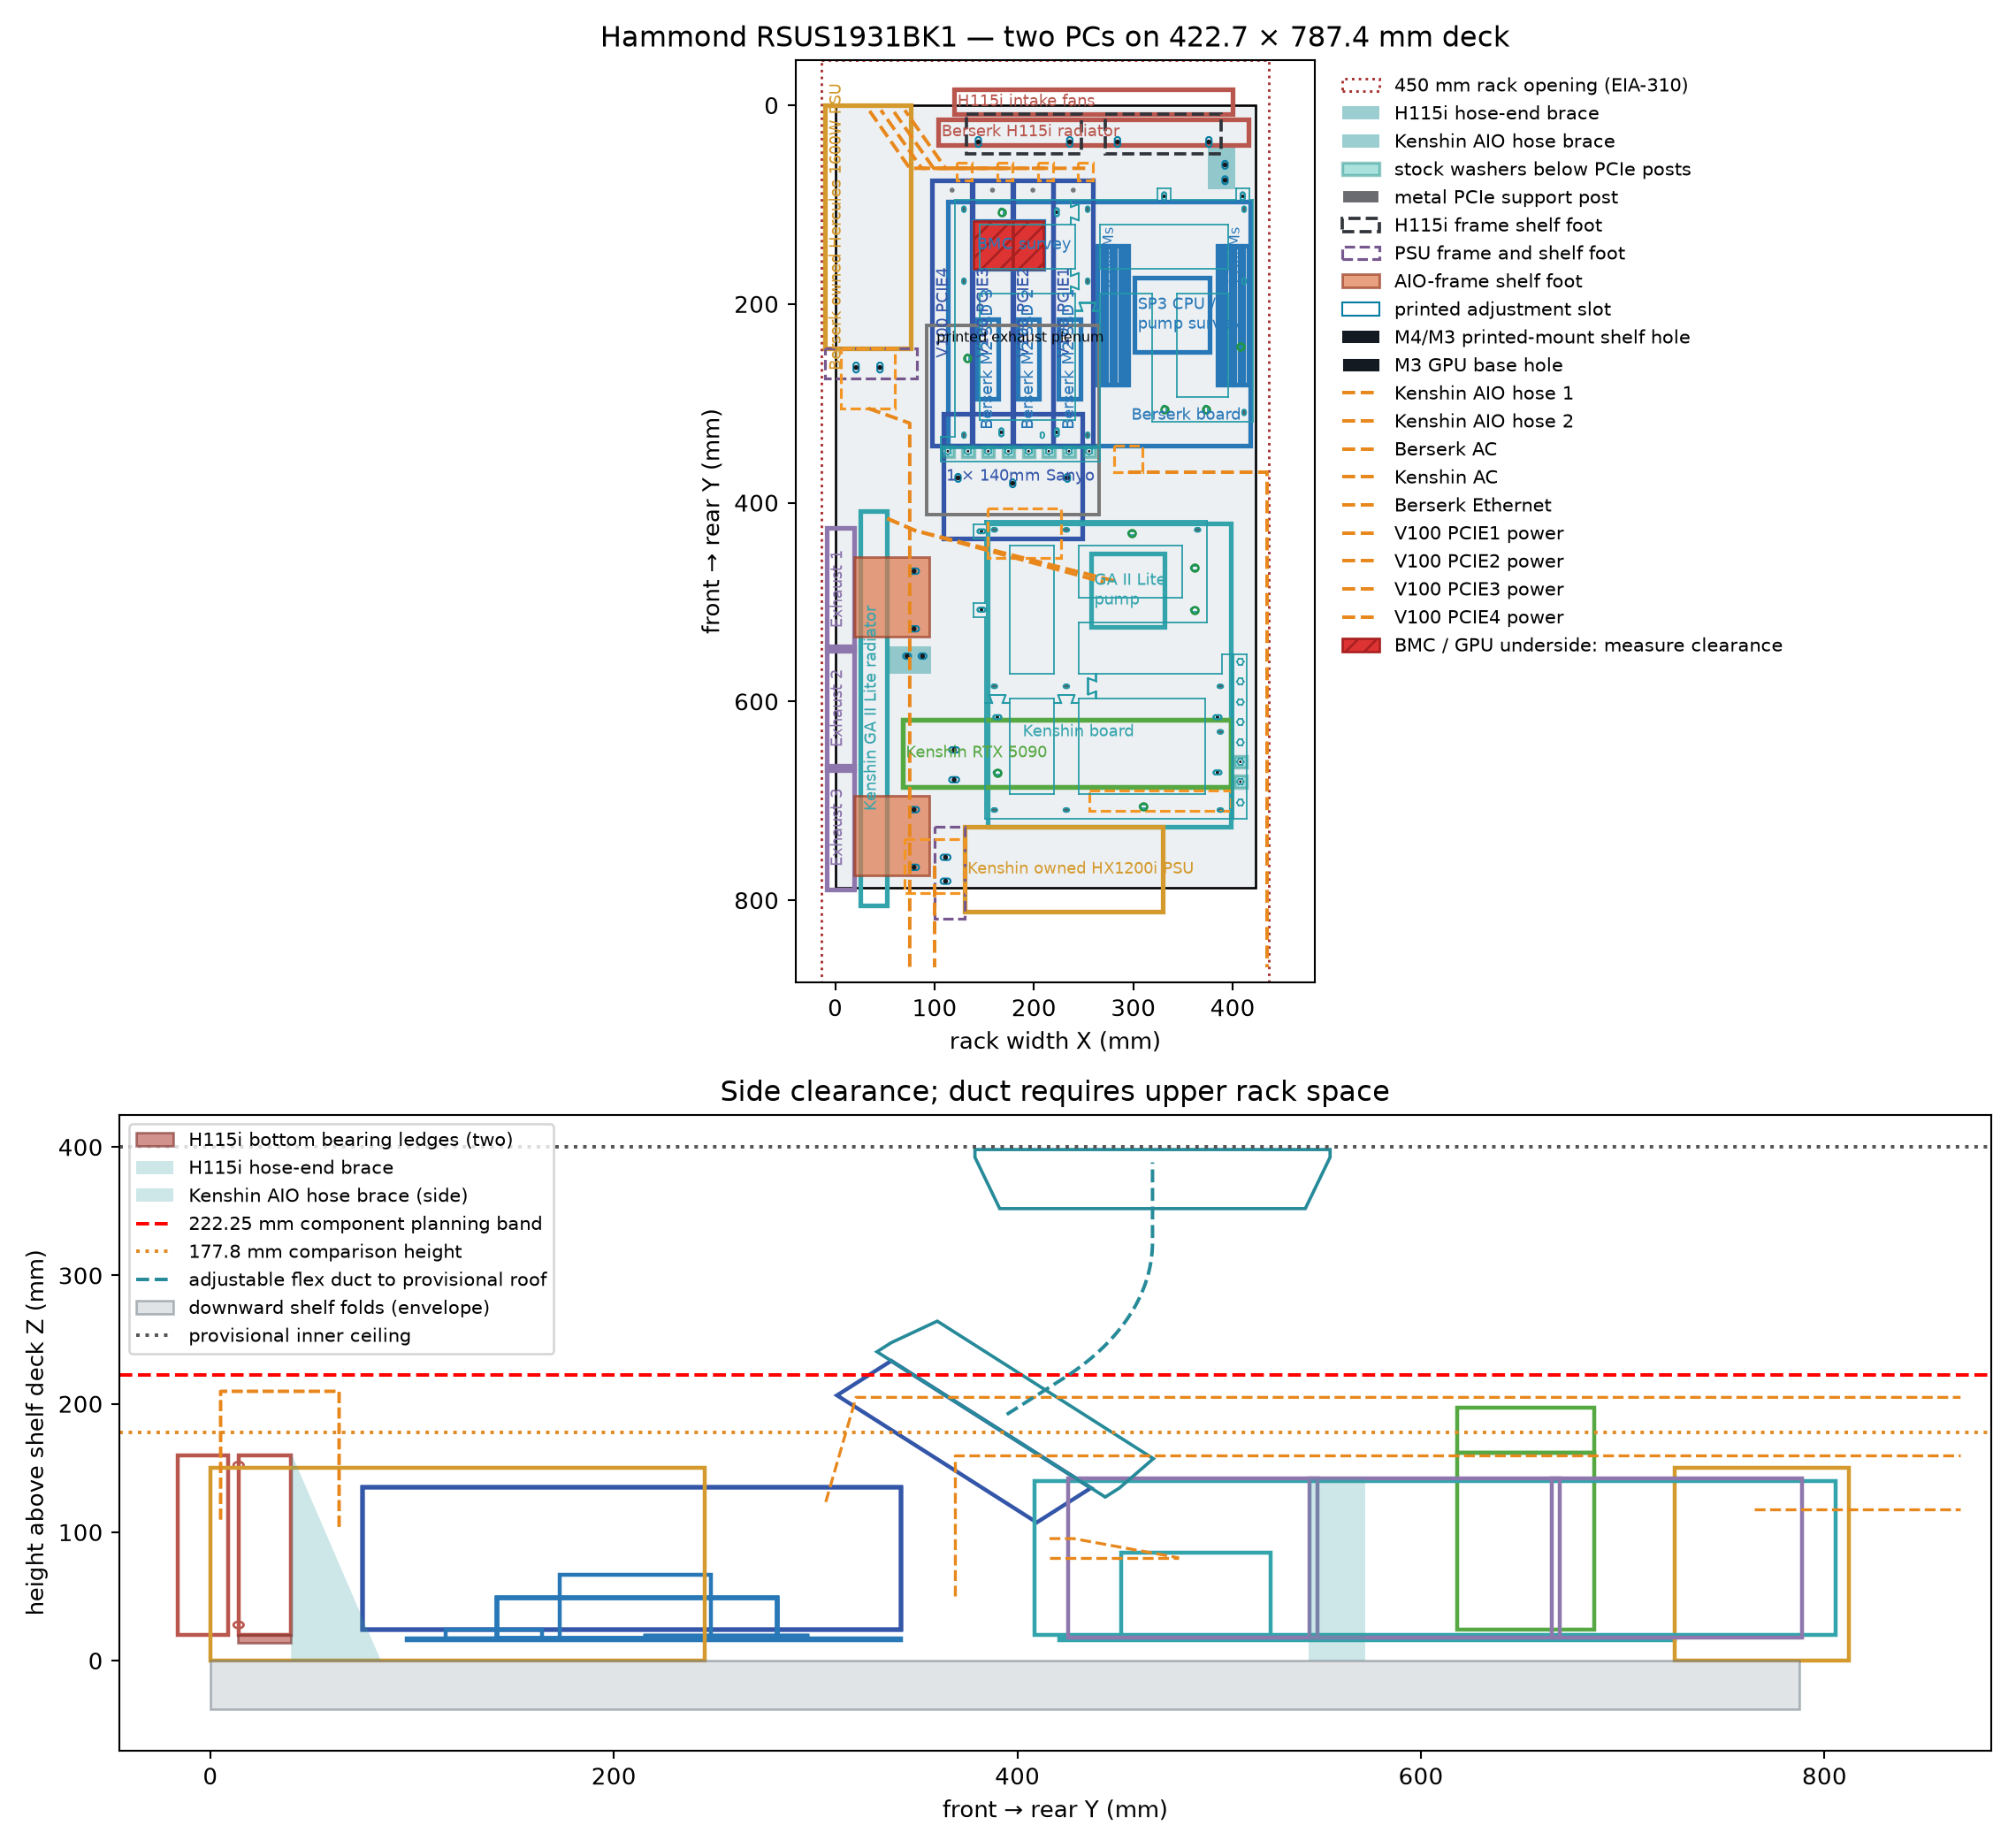 Hammond RSUS1931BK1 — two PCs on 422.7 × 787.4 mm deck
front → rear Y (mm)
0
200
400
600
800
0
100
200
300
400
rack width X (mm)
Berserk owned Hercules 1600W PSU
H115i intake fans
Berserk H115i radiator
BMC survey
V100 PCIE4
V100 PCIE3
V100 PCIE2
V100 PCIE1
SP3 CPU /
pump survey
printed exhaust plenum
Berserk board
1 × 140mm Sanyo
Exhaust 1
Exhaust 2
Exhaust 3
Kenshin GA II Lite radiator
GA II Lite
pump
Kenshin board
Kenshin RTX 5090
Kenshin owned HX1200i PSU
450 mm rack opening (EIA-310)
H115i hose-end brace
Kenshin AIO hose brace
stock washers below PCIe posts
metal PCIe support post
H115i frame shelf foot
PSU frame and shelf foot
AIO-frame shelf foot
printed adjustment slot
M4/M3 printed-mount shelf hole
M3 GPU base hole
Kenshin AIO hose 1
Kenshin AIO hose 2
Berserk AC
Kenshin AC
Berserk Ethernet
V100 PCIE1 power
V100 PCIE2 power
V100 PCIE3 power
V100 PCIE4 power
BMC / GPU underside: measure clearance
Side clearance; duct requires upper rack space
height above shelf deck Z (mm)
400
300
200
100
0
H115i bottom bearing ledges (two)
H115i hose-end brace
Kenshin AIO hose brace (side)
222.25 mm component planning band
177.8 mm comparison height
adjustable flex duct to provisional roof
downward shelf folds (envelope)
provisional inner ceiling
0
200
400
600
800
front → rear Y (mm)